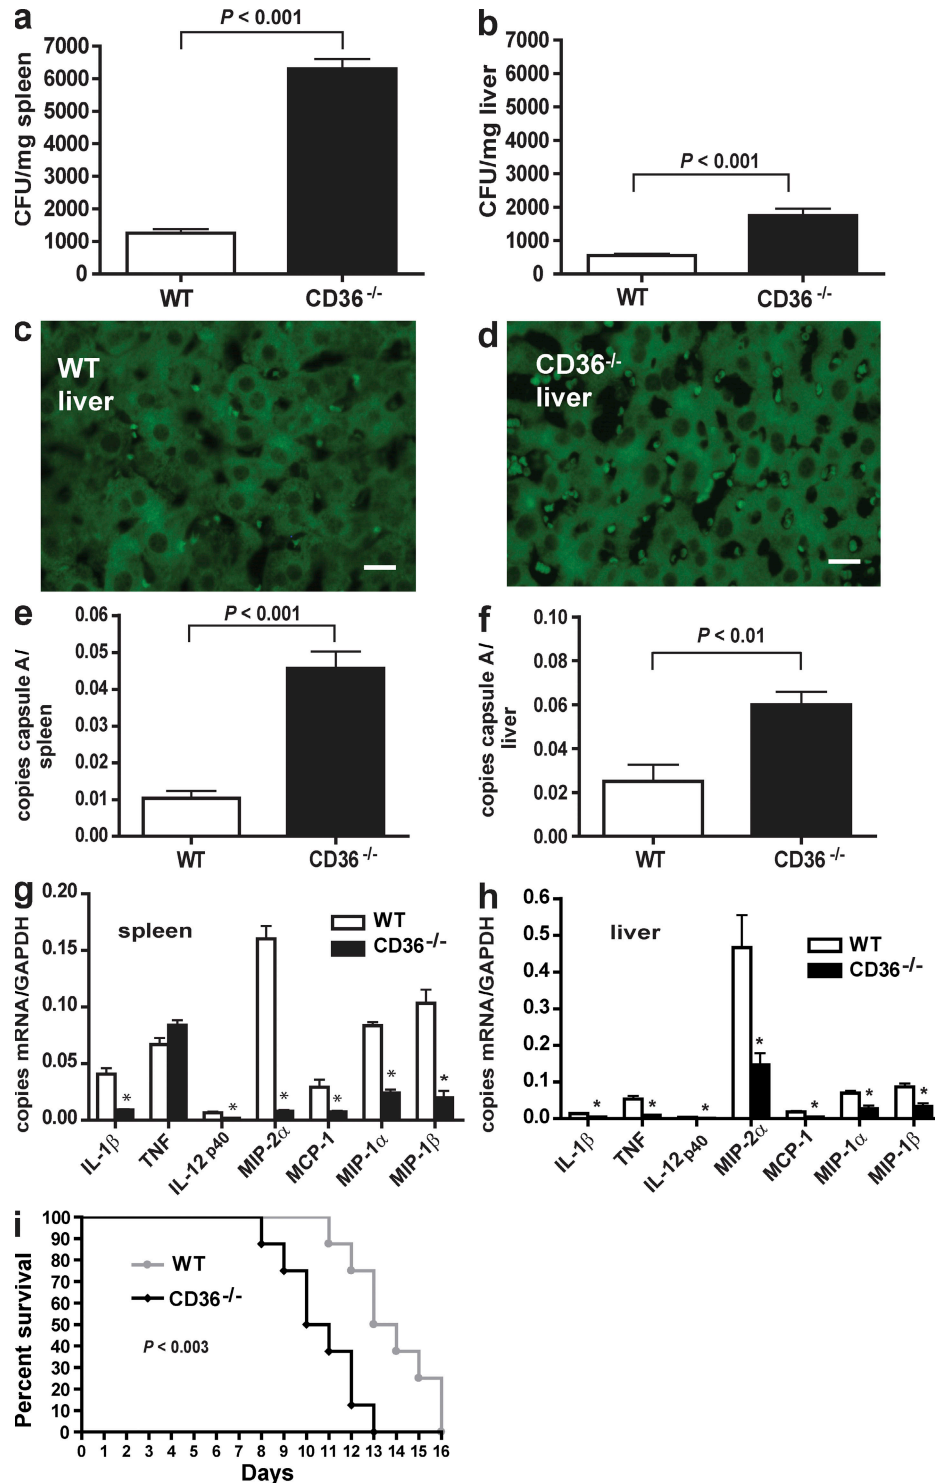 a
P < 0.001
CFU/mg spleen
7000
6000
5000
4000
3000
2000
1000
0
WT
CD36-/-
b
P < 0.001
CFU/mg liver
7000
6000
5000
4000
3000
2000
1000
0
WT
CD36-/-
c
WT
liver
d
CD36-/-
liver
e
P < 0.001
copies capsule A/
spleen
0.06
0.05
0.04
0.03
0.02
0.01
0.00
WT
CD36-/-
f
P < 0.01
copies capsule A/
liver
0.10
0.08
0.06
0.04
0.02
0.00
WT
CD36-/-
g
spleen
WT
CD36-/-
copies mRNA/GAPDH
0.20
0.15
0.10
0.05
0.00
*
*
*
*
*
*
IL-1β
TNF
IL-12 p40
MIP-2α
MCP-1
MIP-1α
MIP-1β
h
liver
WT
CD36-/-
copies mRNA/GAPDH
0.6
0.5
0.4
0.3
0.2
0.1
0.0
*
*
*
*
*
*
*
IL-1β
TNF
IL-12 p40
MIP-2α
MCP-1
MIP-1α
MIP-1β
i
Percent survival
100
90
80
70
60
50
40
30
20
10
0
WT
CD36-/-
P < 0.003
0 1 2 3 4 5 6 7 8 9 10 11 12 13 14 15 16
Days